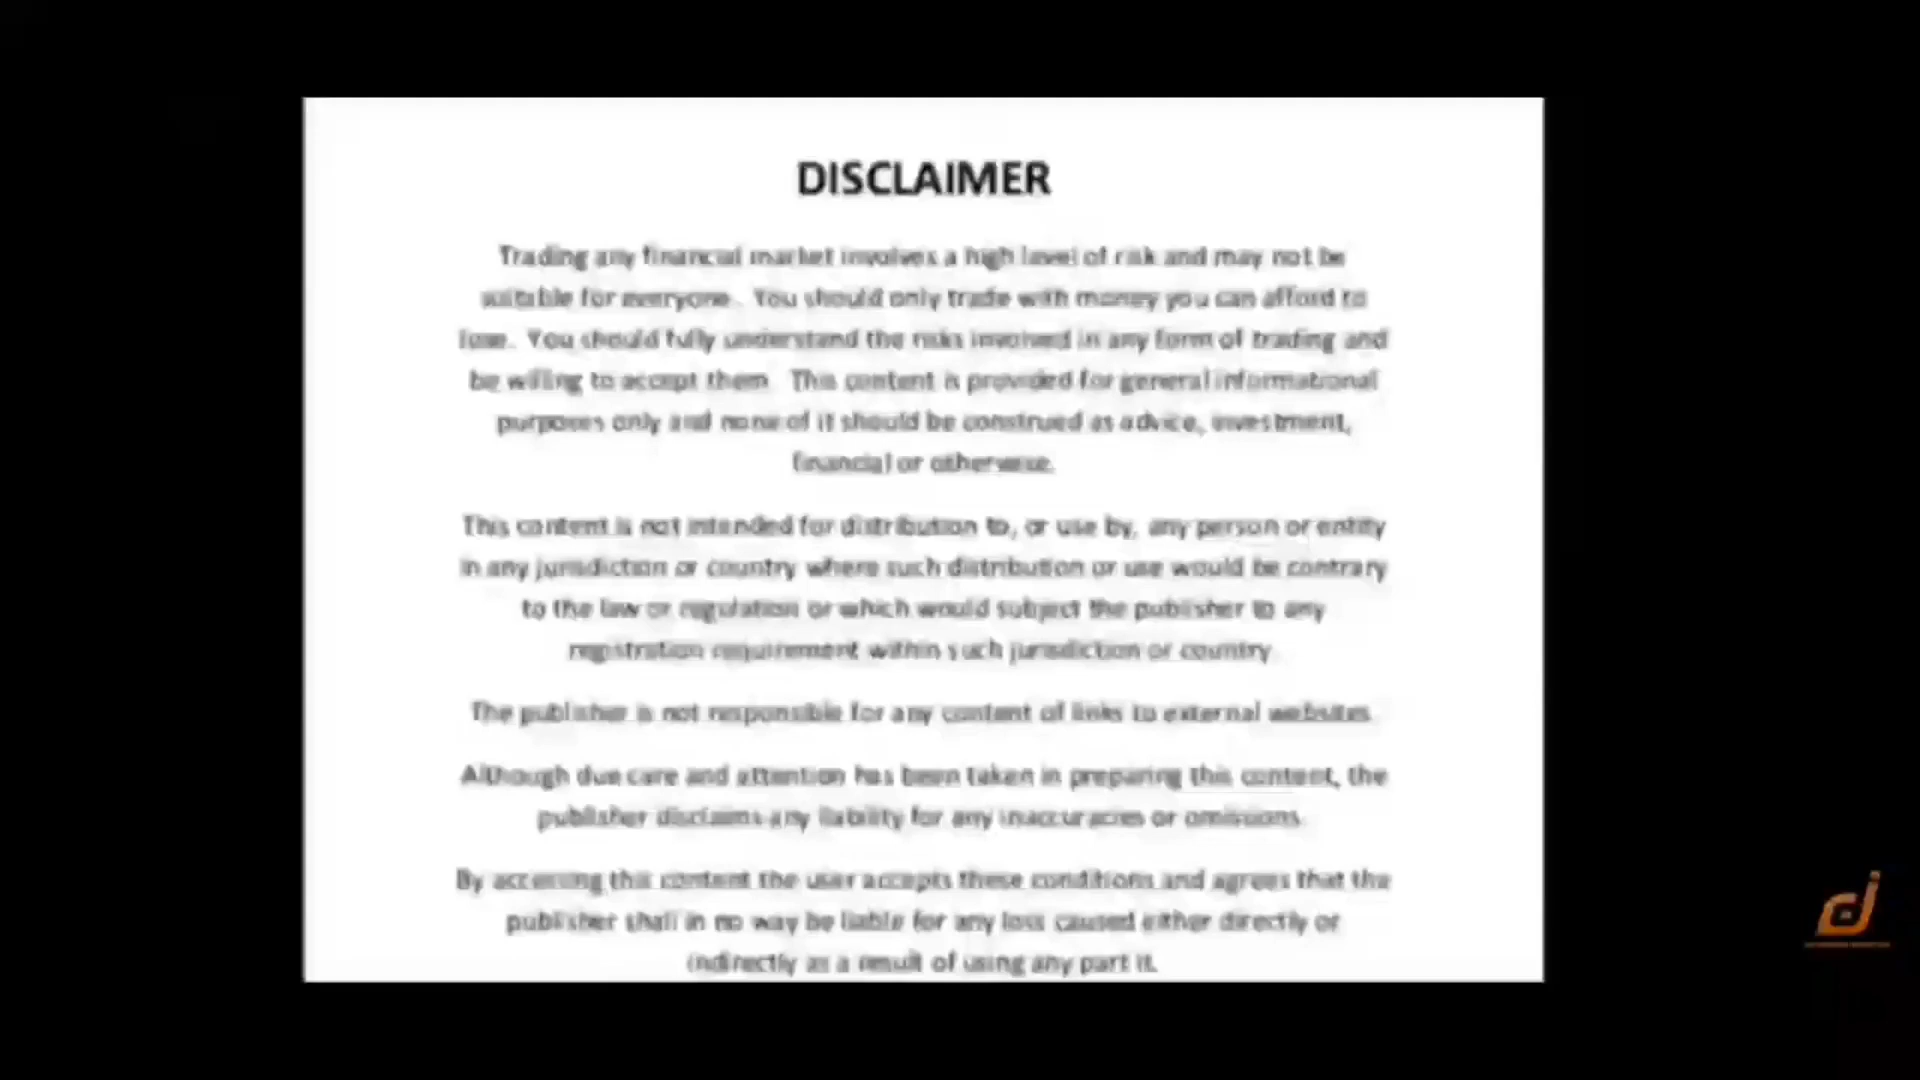 DISCLAIMER
Trading any financial market involves a high level of risk and may not be
suitable for everyone. You should only trade with money you can afford to
lose. You should fully understand the risks involved in any form of trading and
be willing to accept them. This content is provided for general informational
purposes only and none of it should be construed as advice, investment,
financial or otherwise.
This content is not intended for distribution to, or use by, any person or entity
in any jurisdiction or country where such distribution or use would be contrary
to the law or regulation or which would subject the publisher to any
registration requirement within such jurisdiction or country.
The publisher is not responsible for any content of links to external websites.
Although due care and attention has been taken in preparing this content, the
publisher disclaims any liability for any inaccuracies or omissions.
By accessing this content the user accepts these conditions and agrees that the
publisher shall in no way be liable for any loss caused either directly or
indirectly as a result of using any part it.